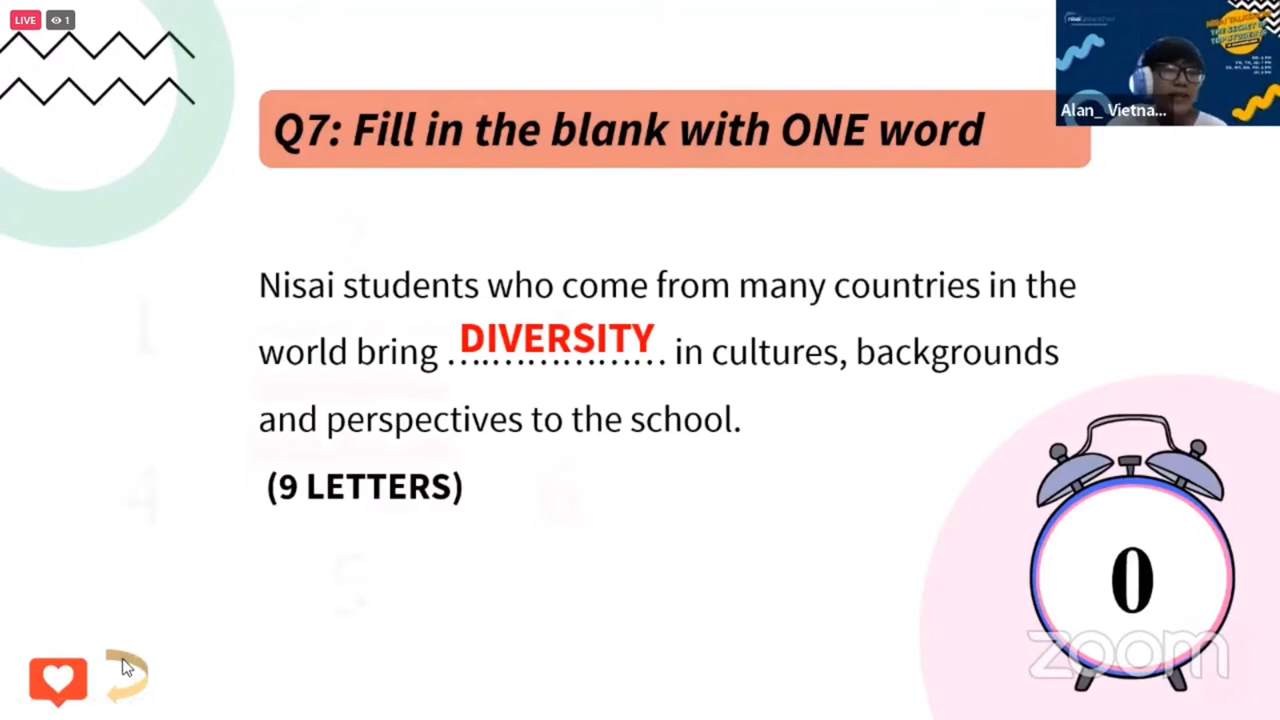 LIVE 1
Q7: Fill in the blank with ONE word
Alan_ Vietna...
Nisai students who come from many countries in the
world bring ..DIVERSITY.. in cultures, backgrounds
and perspectives to the school.
(9 LETTERS)
0
zoom